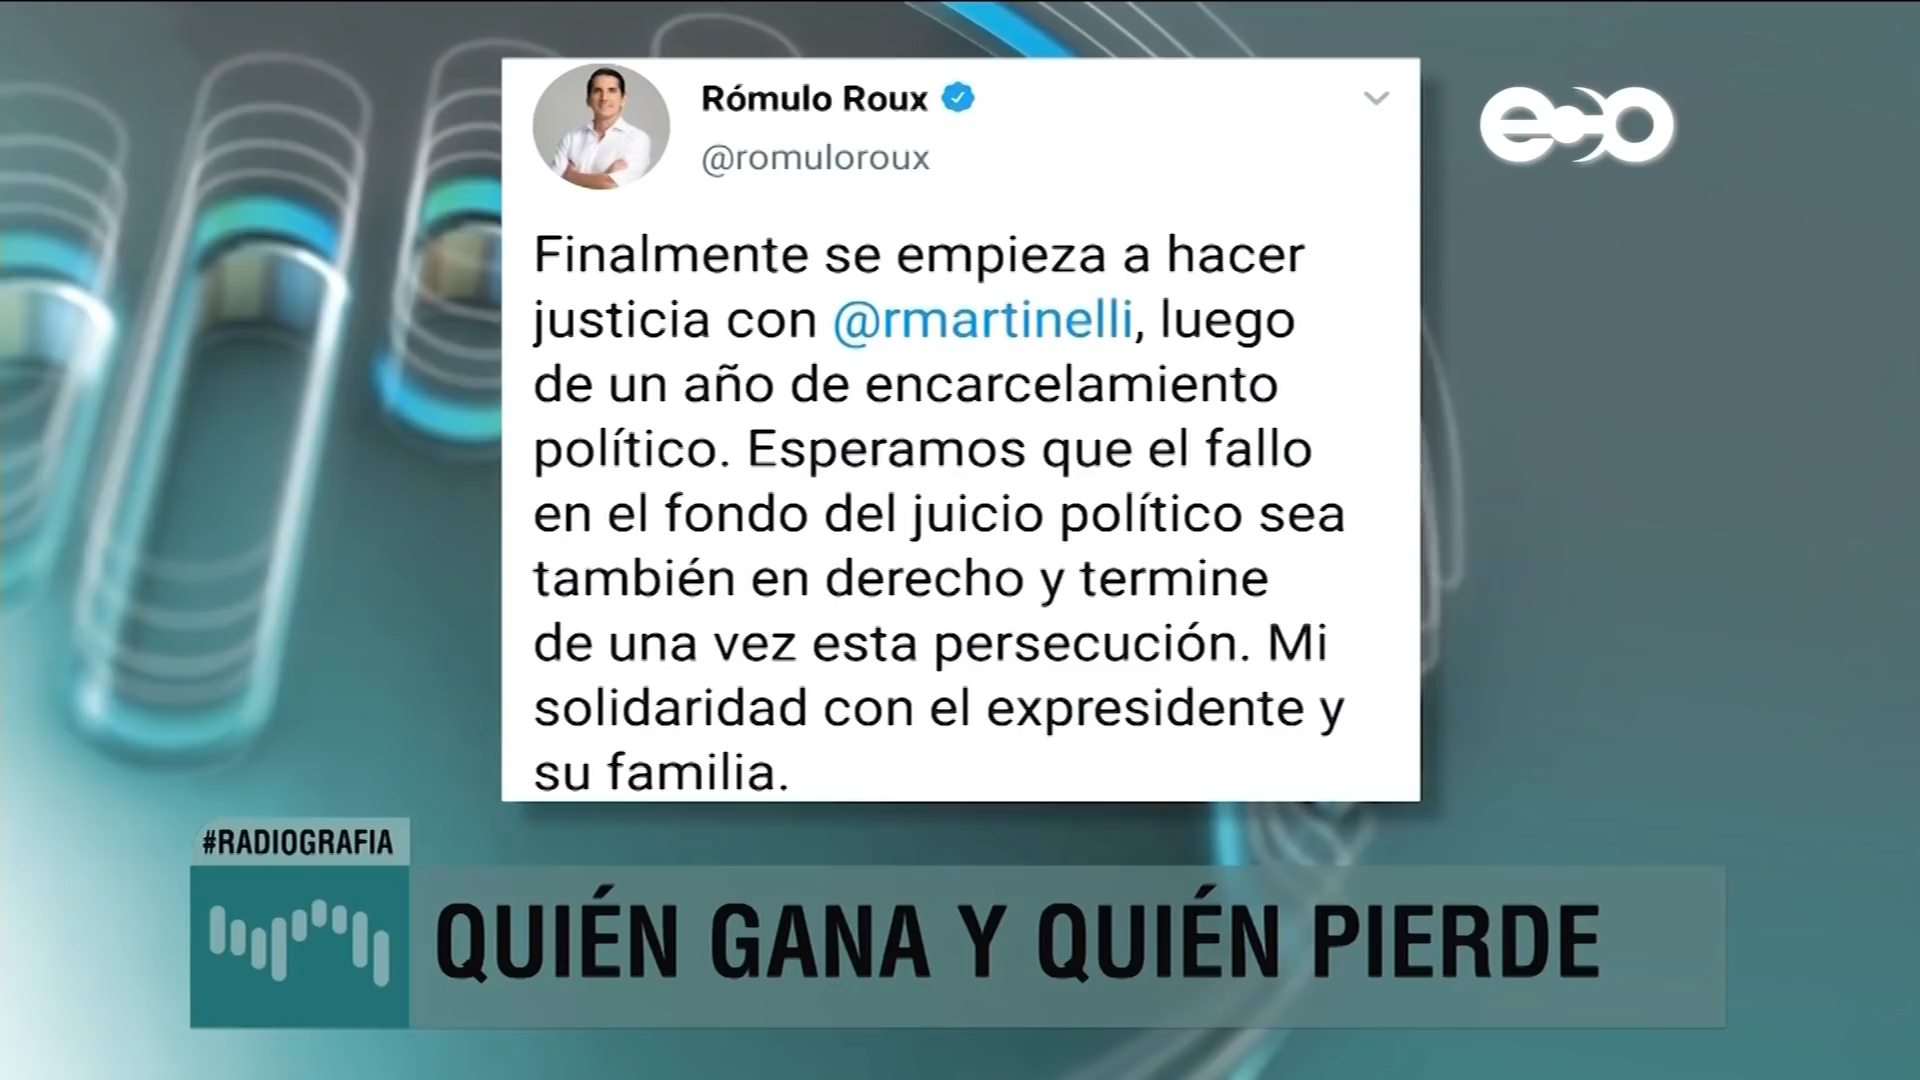 Rómulo Roux
@romuloroux
eco
Finalmente se empieza a hacer
justicia con @rmartinelli, luego
de un año de encarcelamiento
político. Esperamos que el fallo
en el fondo del juicio político sea
también en derecho y termine
de una vez esta persecución. Mi
solidaridad con el expresidente y
su familia.
#RADIOGRAFIA
QUIÉN GANA Y QUIÉN PIERDE